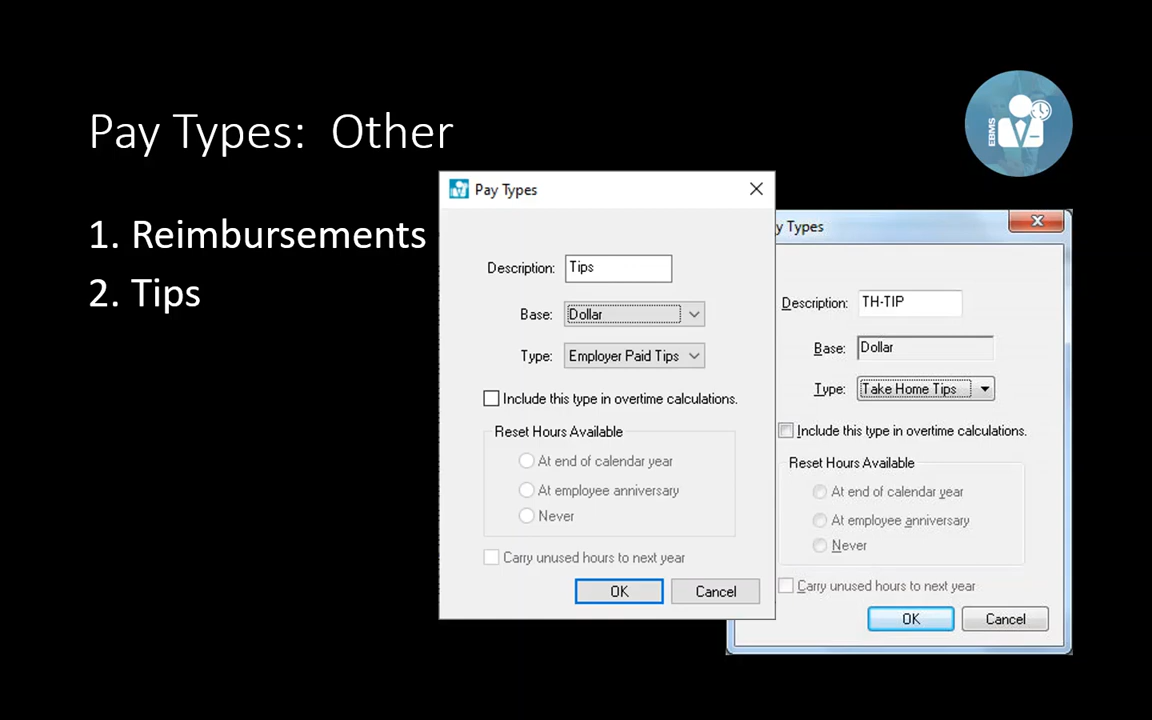 Pay Types:  Other
EBMS
1. Reimbursements
2. Tips
Pay Types
Description: Tips
Base: Dollar
Type: Employer Paid Tips
Include this type in overtime calculations.
Reset Hours Available
At end of calendar year
At employee anniversary
Never
Carry unused hours to next year
OK Cancel
y Types
Description: TH-TIP
Base: Dollar
Type: Take Home Tips
Include this type in overtime calculations.
Reset Hours Available
At end of calendar year
At employee anniversary
Never
Carry unused hours to next year
OK Cancel